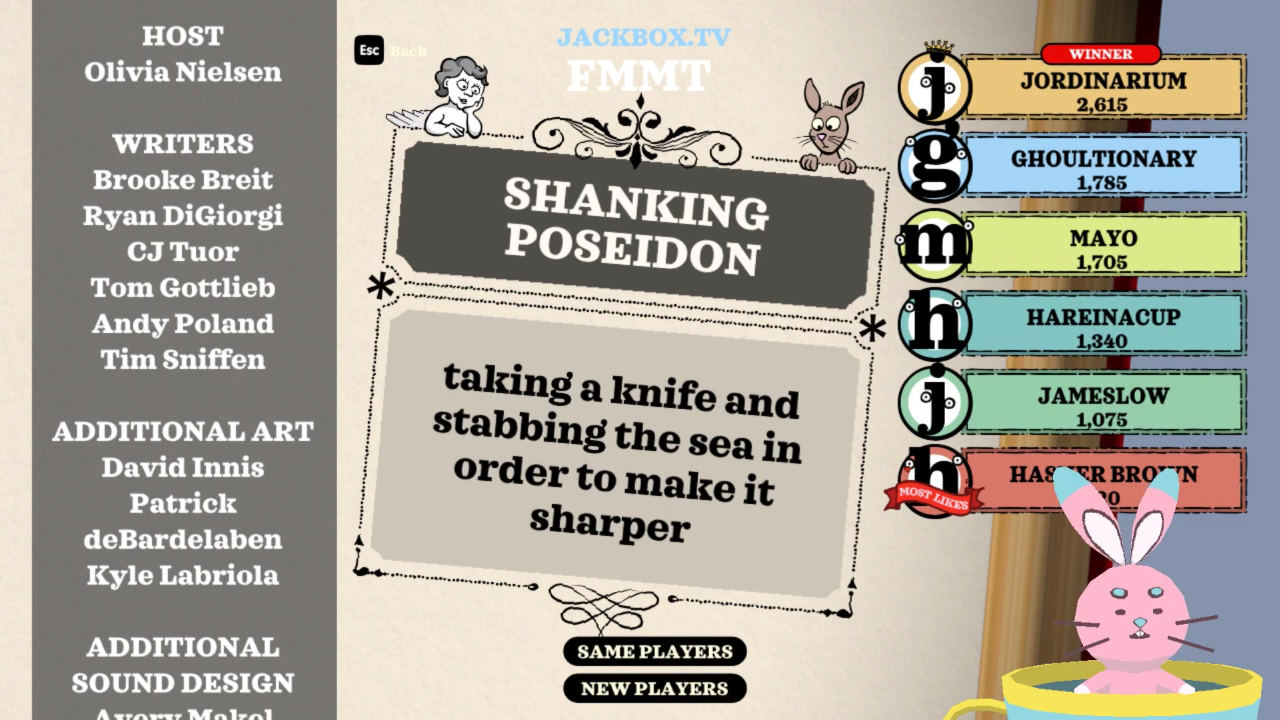 HOST
Olivia Nielsen
WRITERS
Brooke Breit
Ryan DiGiorgi
CJ Tuor
Tom Gottlieb
Andy Poland
Tim Sniffen
ADDITIONAL ART
David Innis
Patrick
deBardelaben
Kyle Labriola
ADDITIONAL
SOUND DESIGN
Esc Back
JACKBOX.TV
FMMT
SHANKING
POSEIDON
taking a knife and
stabbing the sea in
order to make it
sharper
SAME PLAYERS
NEW PLAYERS
WINNER
j
JORDINARIUM
2,615
g
GHOULTIONARY
1,785
m
MAYO
1,705
h
HAREINACUP
1,340
j
JAMESLOW
1,075
h
BROWN
MOST LIKES